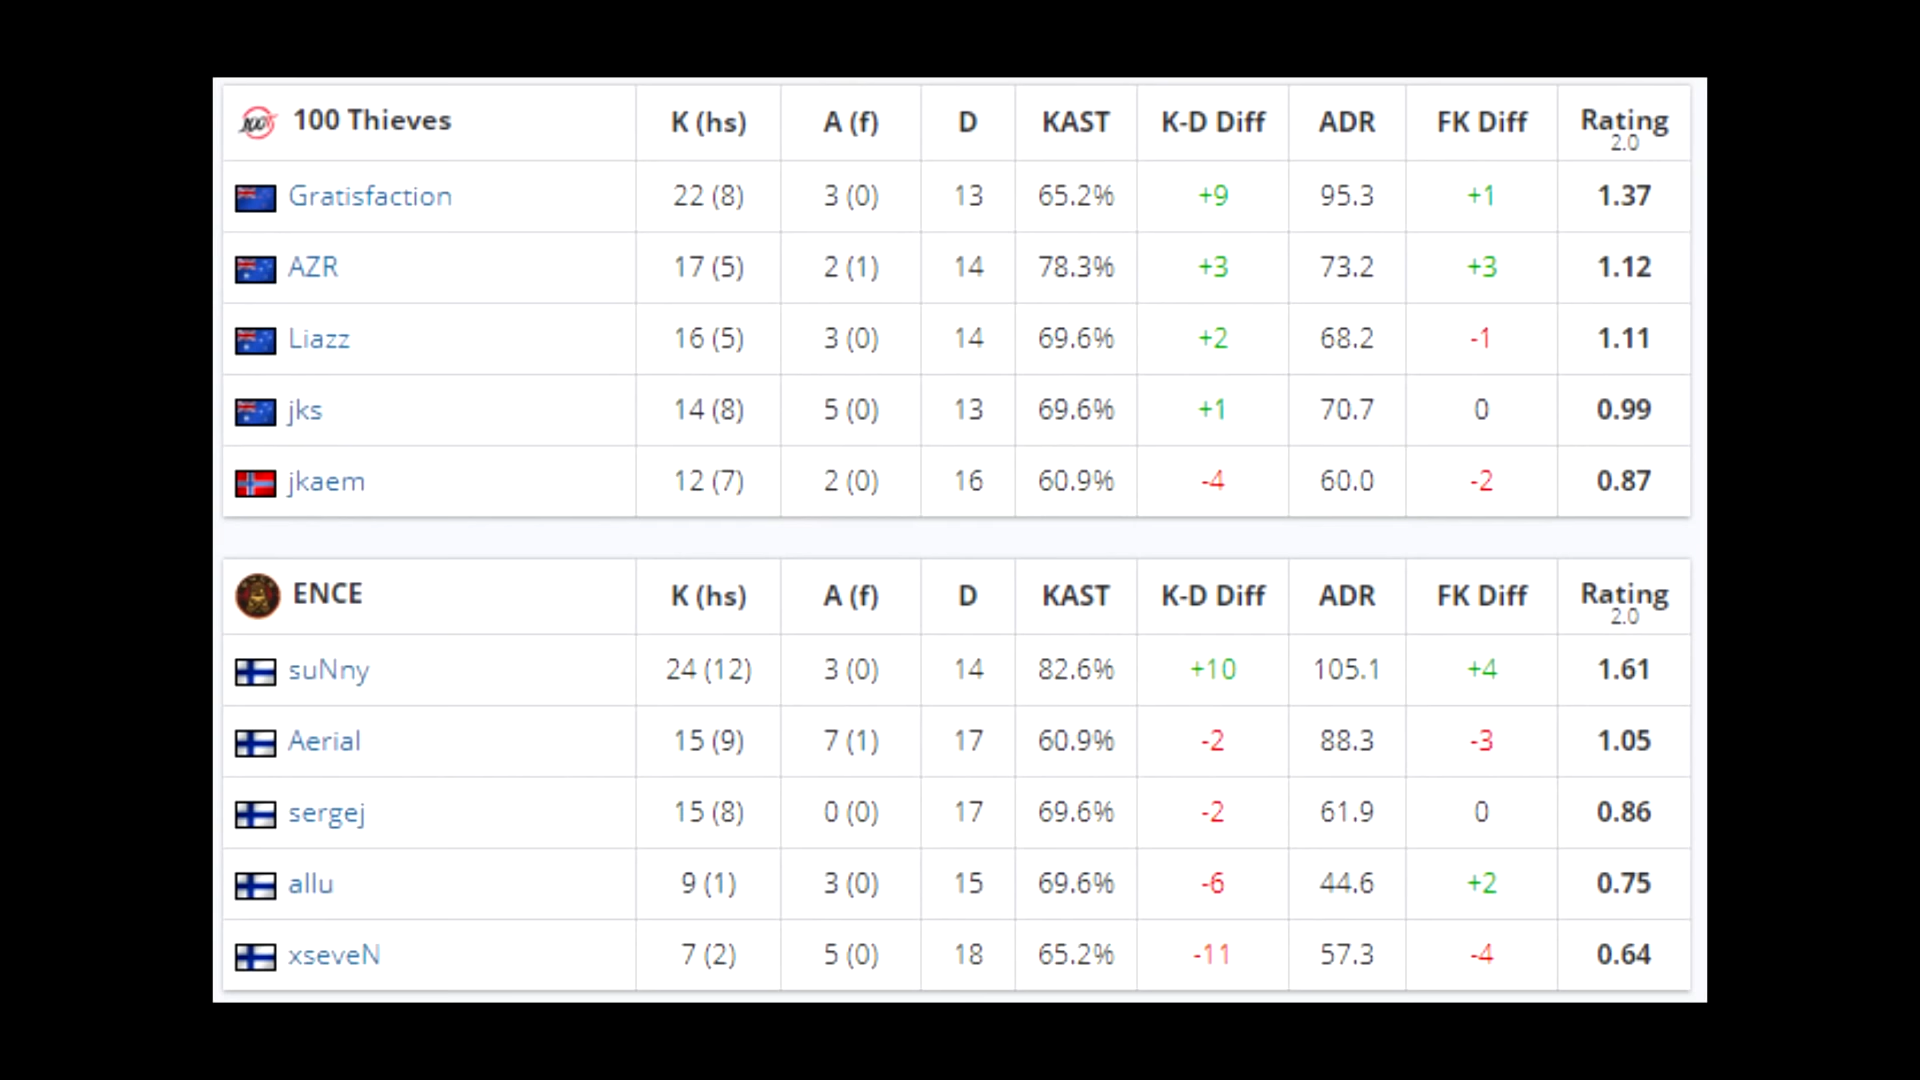 100 Thieves K (hs) A (f) D KAST K-D Diff ADR FK Diff Rating 2.0
Gratisfaction 22 (8) 3 (0) 13 65.2% +9 95.3 +1 1.37
AZR 17 (5) 2 (1) 14 78.3% +3 73.2 +3 1.12
Liazz 16 (5) 3 (0) 14 69.6% +2 68.2 -1 1.11
jks 14 (8) 5 (0) 13 69.6% +1 70.7 0 0.99
jkaem 12 (7) 2 (0) 16 60.9% -4 60.0 -2 0.87
ENCE K (hs) A (f) D KAST K-D Diff ADR FK Diff Rating 2.0
suNny 24 (12) 3 (0) 14 82.6% +10 105.1 +4 1.61
Aerial 15 (9) 7 (1) 17 60.9% -2 88.3 -3 1.05
sergej 15 (8) 0 (0) 17 69.6% -2 61.9 0 0.86
allu 9 (1) 3 (0) 15 69.6% -6 44.6 +2 0.75
xseveN 7 (2) 5 (0) 18 65.2% -11 57.3 -4 0.64